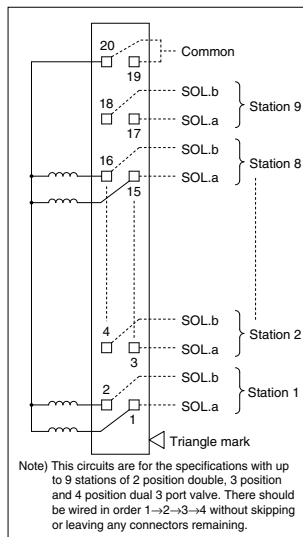 20
Common
19
18
SOL.b
Station 9
SOL.a
17
16
SOL.b
Station 8
15
SOL.a
4
SOL.b
Station 2
SOL.a
3
2
SOL.b
Station 1
SOL.a
1
Triangle mark
Note) This circuits are for the specifications with up
to 9 stations of 2 position double, 3 position
and 4 position dual 3 port valve. There should
be wired in order 1→2→3→4 without skipping
or leaving any connectors remaining.